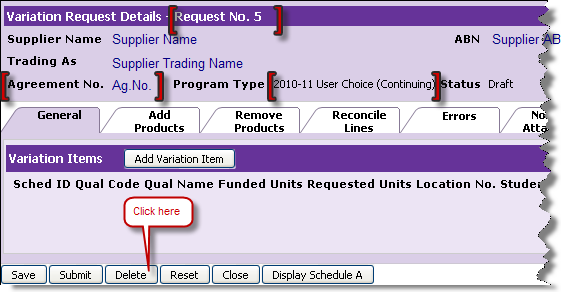 Variation Request Details - Request No. 5
Supplier Name Supplier Name ABN Supplier AB
Trading As Supplier Trading Name
Agreement No. Ag.No. Program Type 2010-11 User Choice (Continuing) Status Draft
General Add Products Remove Products Reconcile Lines Errors No Atta
Variation Items Add Variation Item
Sched ID Qual Code Qual Name Funded Units Requested Units Location No. Studen
Click here
Save Submit Delete Reset Close Display Schedule A